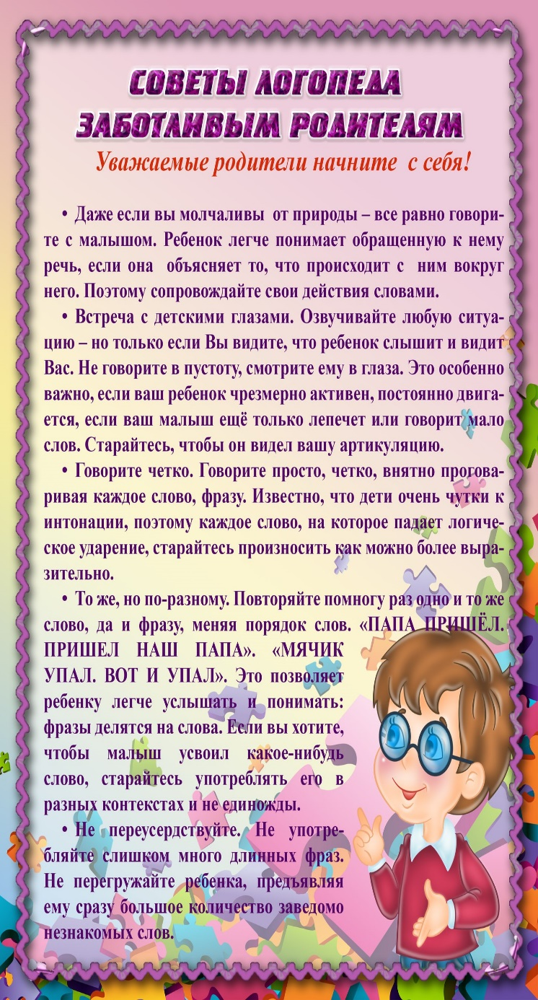 СОВЕТЫ ЛОГОПЕДА
ЗАБОТЛИВЫМ РОДИТЕЛЯМ
Уважаемые родители начните с себя!
• Даже если вы молчаливы от природы – все равно говори-
те с малышом. Ребенок легче понимает обращенную к нему
речь, если она объясняет то, что происходит с ним вокруг
него. Поэтому сопровождайте свои действия словами.
• Встреча с детскими глазами. Озвучивайте любую ситуа-
цию – но только если Вы видите, что ребенок слышит и видит
Вас. Не говорите в пустоту, смотрите ему в глаза. Это особенно
важно, если ваш ребенок чрезмерно активен, постоянно двига-
ется, если ваш малыш ещё только лепечет или говорит мало
слов. Старайтесь, чтобы он видел вашу артикуляцию.
• Говорите четко. Говорите просто, четко, внятно прогова-
ривая каждое слово, фразу. Известно, что дети очень чутки к
интонации, поэтому каждое слово, на которое падает логиче-
ское ударение, старайтесь произносить как можно более выра-
зительно.
• То же, но по-разному. Повторяйте помногу раз одно и то же
слово, да и фразу, меняя порядок слов. «ПАПА ПРИШЁЛ.
ПРИШЕЛ НАШ ПАПА». «МЯЧИК
УПАЛ. ВОТ И УПАЛ». Это позволяет
ребенку легче услышать и понимать:
фразы делятся на слова. Если вы хотите,
чтобы малыш усвоил какое-нибудь
слово, старайтесь употреблять его в
разных контекстах и не единожды.
• Не переусердствуйте. Не употре-
бляйте слишком много длинных фраз.
Не перегружайте ребенка, предъявляя
ему сразу большое количество заведомо
незнакомых слов.